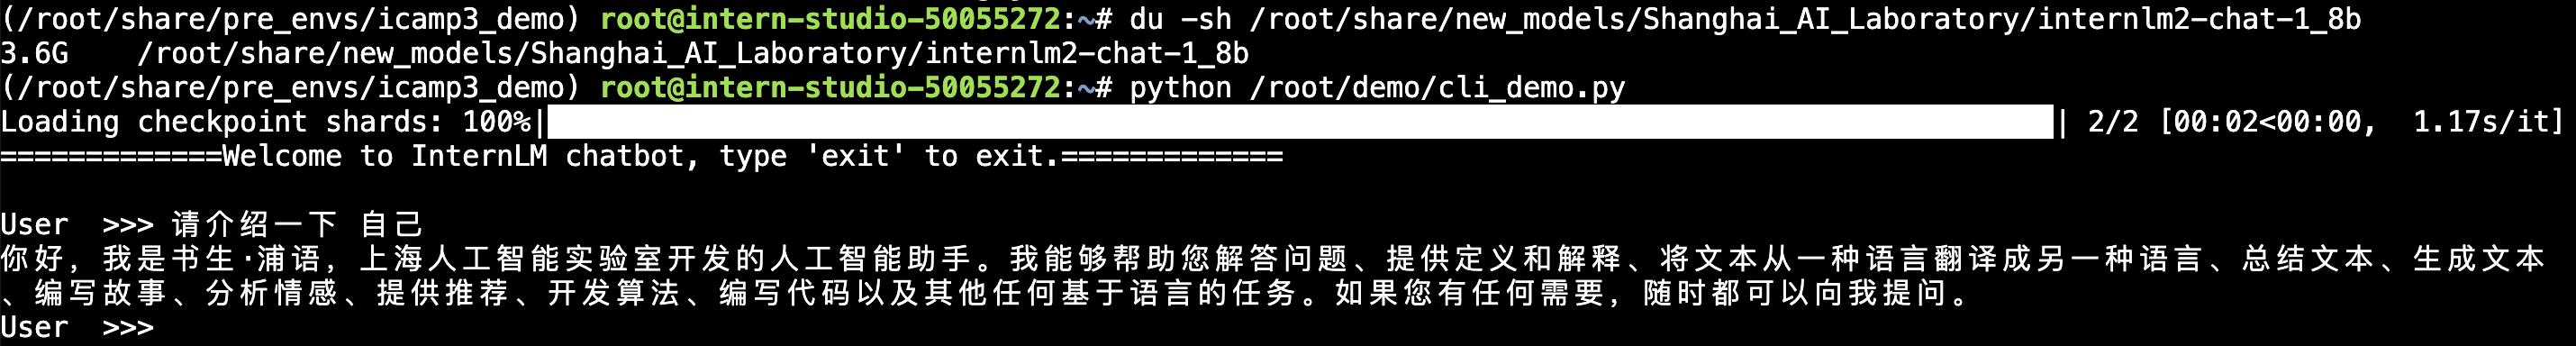 (/root/share/pre_envs/icamp3_demo) root@intern-studio-50055272:~# du -sh /root/share/new_models/Shanghai_AI_Laboratory/internlm2-chat-1_8b
3.6G    /root/share/new_models/Shanghai_AI_Laboratory/internlm2-chat-1_8b
(/root/share/pre_envs/icamp3_demo) root@intern-studio-50055272:~# python /root/demo/cli_demo.py
Loading checkpoint shards: 100%|██████████| 2/2 [00:02<00:00,  1.17s/it]
=============Welcome to InternLM chatbot, type 'exit' to exit.=============
User  >>> 请介绍一下 自己
你好，我是书生·浦语，上海人工智能实验室开发的人工智能助手。我能够帮助您解答问题、提供定义和解释、将文本从一种语言翻译成另一种语言、总结文本、生成文本
、编写故事、分析情感、提供推荐、开发算法、编写代码以及其他任何基于语言的任务。如果您有任何需要，随时都可以向我提问。
User  >>>